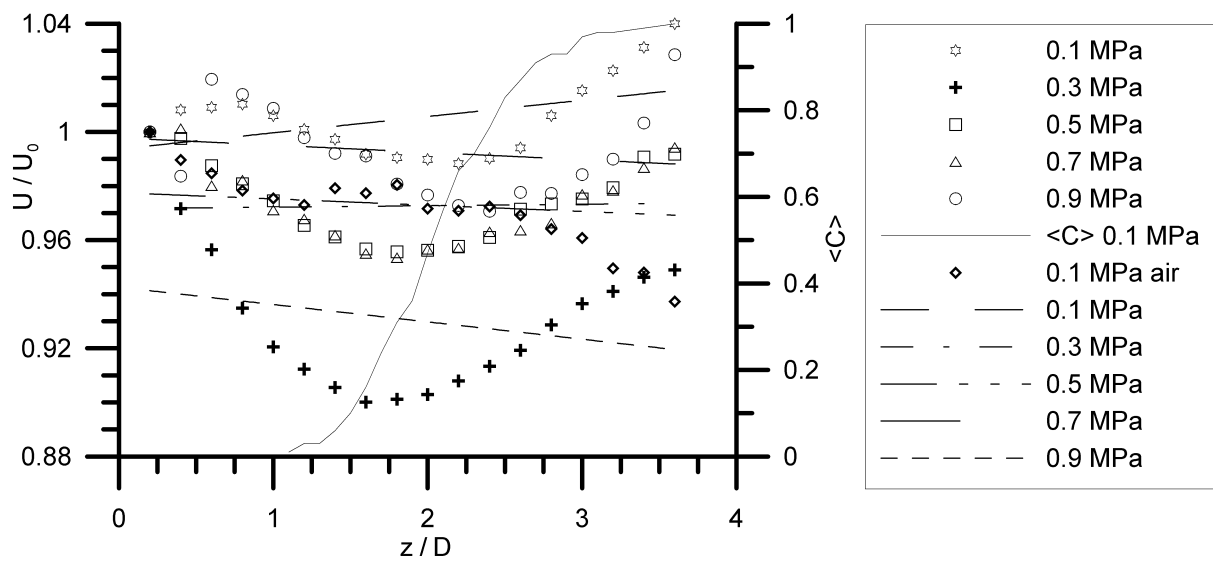 1.04
1
0.96
0.92
0.88
U / U0
0
1
2
3
4
z / D
1
0.8
0.6
0.4
0.2
0
<C>
0.1 MPa
0.3 MPa
0.5 MPa
0.7 MPa
0.9 MPa
<C> 0.1 MPa
0.1 MPa air
0.1 MPa
0.3 MPa
0.5 MPa
0.7 MPa
0.9 MPa